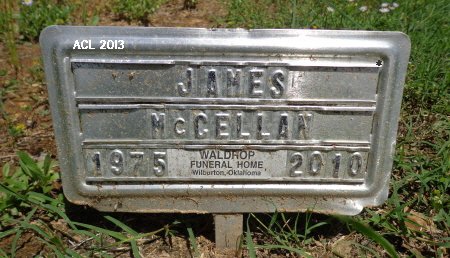 ACL 2013
JAMES
McCELLAN
1975 WALDROP 2010
FUNERAL HOME
Wilburton, Oklahoma